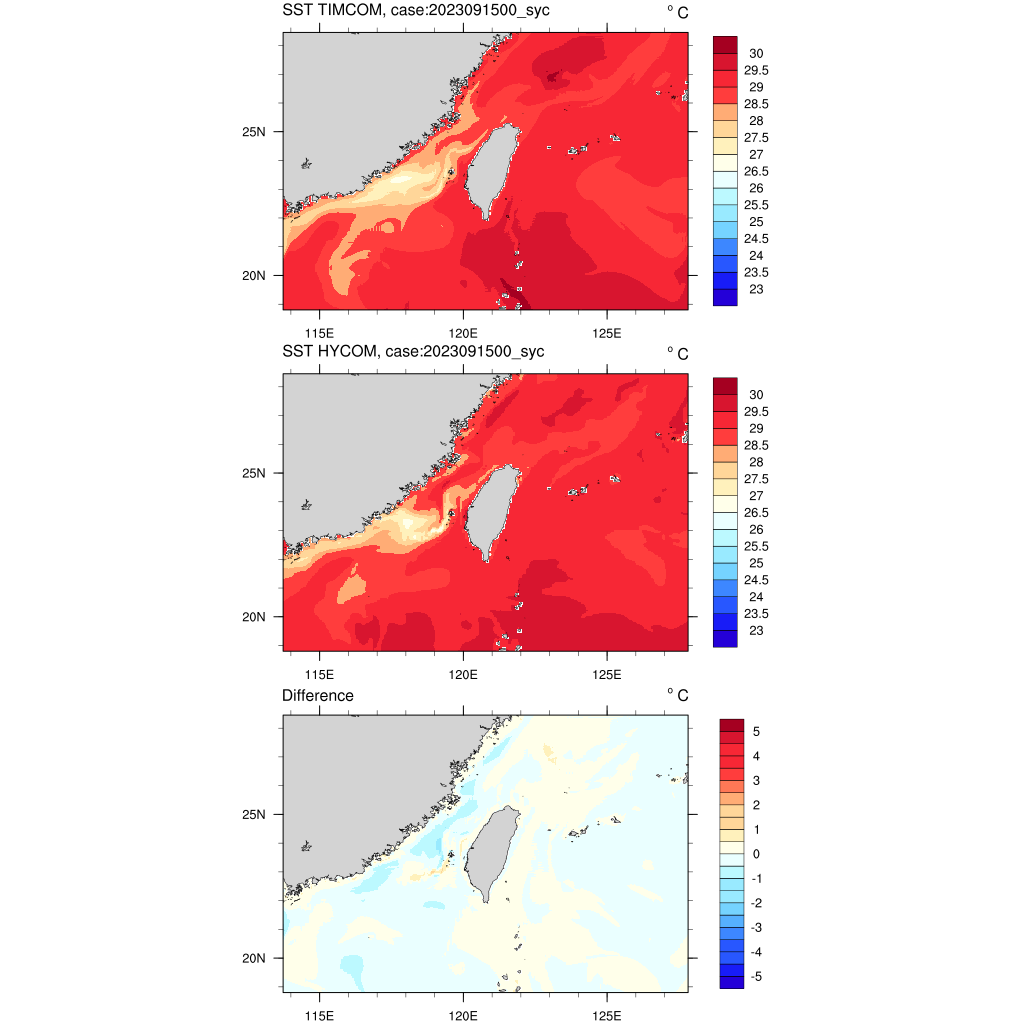 SST TIMCOM, case:2023091500_syc
° C
30
29.5
29
28.5
28
27.5
27
26.5
26
25.5
25
24.5
24
23.5
23
25N
20N
115E
120E
125E
SST HYCOM, case:2023091500_syc
° C
30
29.5
29
28.5
28
27.5
27
26.5
26
25.5
25
24.5
24
23.5
23
25N
20N
115E
120E
125E
Difference
° C
5
4
3
2
1
0
-1
-2
-3
-4
-5
25N
20N
115E
120E
125E